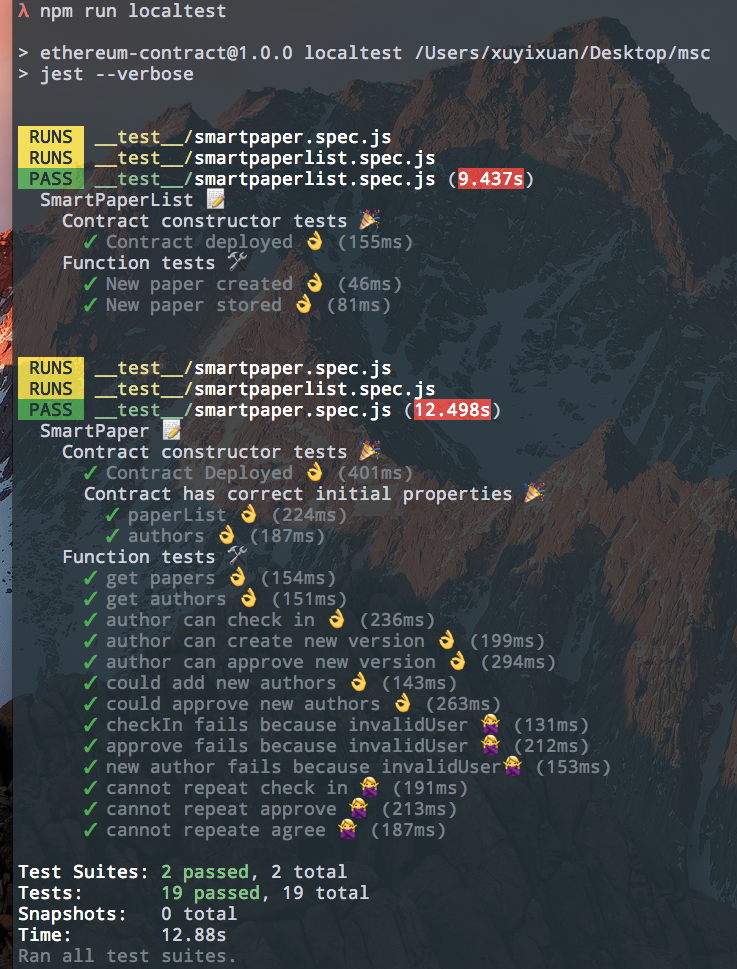 λ npm run localtest
> ethereum-contract@1.0.0 localtest /Users/xuyixuan/Desktop/msc
> jest --verbose
RUNS __test__/smartpaper.spec.js
RUNS __test__/smartpaperlist.spec.js
PASS __test__/smartpaperlist.spec.js (9.437s)
SmartPaperList 📝
Contract constructor tests 🎉
✓ Contract deployed 👌 (155ms)
Function tests 🛠
✓ New paper created 👌 (46ms)
✓ New paper stored 👌 (81ms)
RUNS __test__/smartpaper.spec.js
RUNS __test__/smartpaperlist.spec.js
PASS __test__/smartpaper.spec.js (12.498s)
SmartPaper 📝
Contract constructor tests 🎉
✓ Contract Deployed 👌 (401ms)
Contract has correct initial properties 🎉
✓ paperList 👌 (224ms)
✓ authors 👌 (187ms)
Function tests 🛠
✓ get papers 👌 (154ms)
✓ get authors 👌 (151ms)
✓ author can check in 👌 (236ms)
✓ author can create new version 👌 (199ms)
✓ author can approve new version 👌 (294ms)
✓ could add new authors 👌 (143ms)
✓ could approve new authors 👌 (263ms)
✓ checkIn fails because invalidUser 🙅 (131ms)
✓ approve fails because invalidUser 🙅 (212ms)
✓ new author fails because invalidUser🙅 (153ms)
✓ cannot repeat check in 🙅 (191ms)
✓ cannot repeat approve 🙅 (213ms)
✓ cannot repeate agree 🙅 (187ms)
Test Suites: 2 passed, 2 total
Tests: 19 passed, 19 total
Snapshots: 0 total
Time: 12.88s
Ran all test suites.